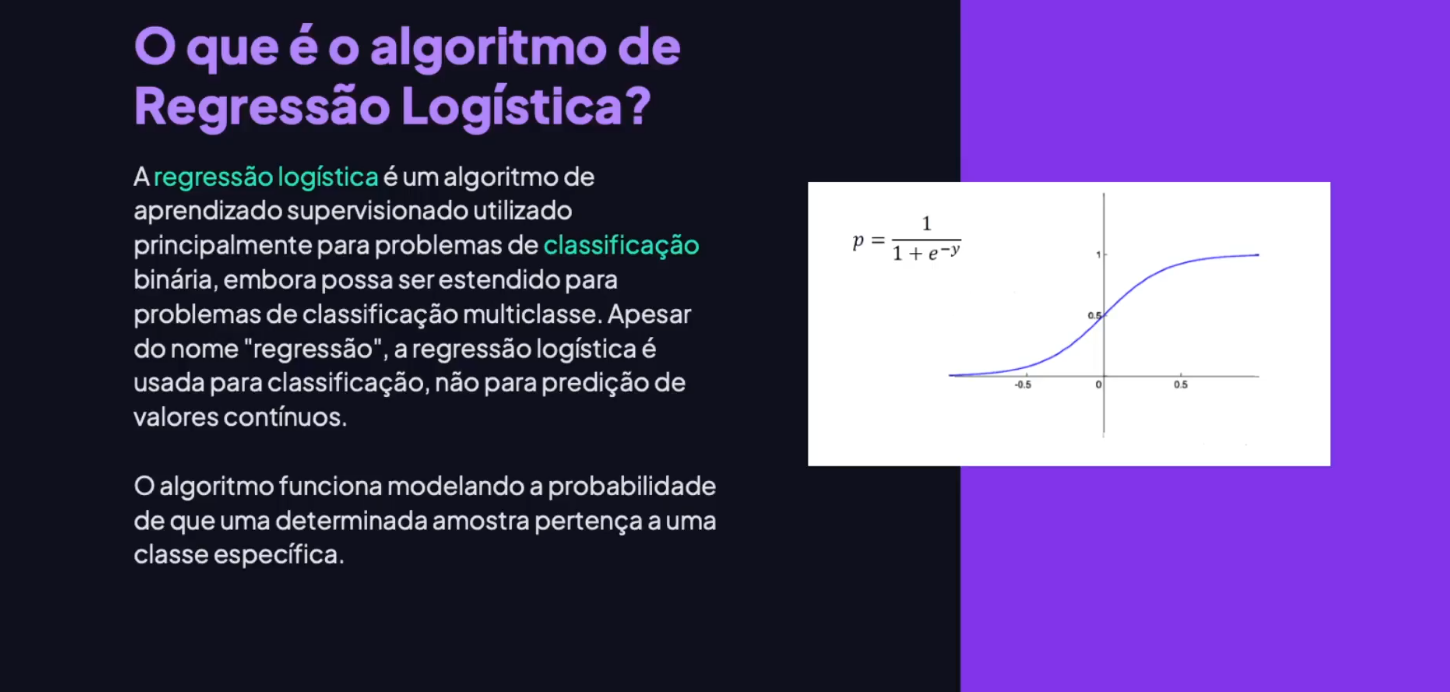 O que é o algoritmo de
Regressão Logística?
A regressão logística é um algoritmo de
aprendizado supervisionado utilizado
principalmente para problemas de classificação
binária, embora possa ser estendido para
problemas de classificação multiclasse. Apesar
do nome "regressão", a regressão logística é
usada para classificação, não para predição de
valores contínuos.
O algoritmo funciona modelando a probabilidade
de que uma determinada amostra pertença a uma
classe específica.
p = 1 / (1 + e^{-y})
1
0.5
-0.5 0 0.5